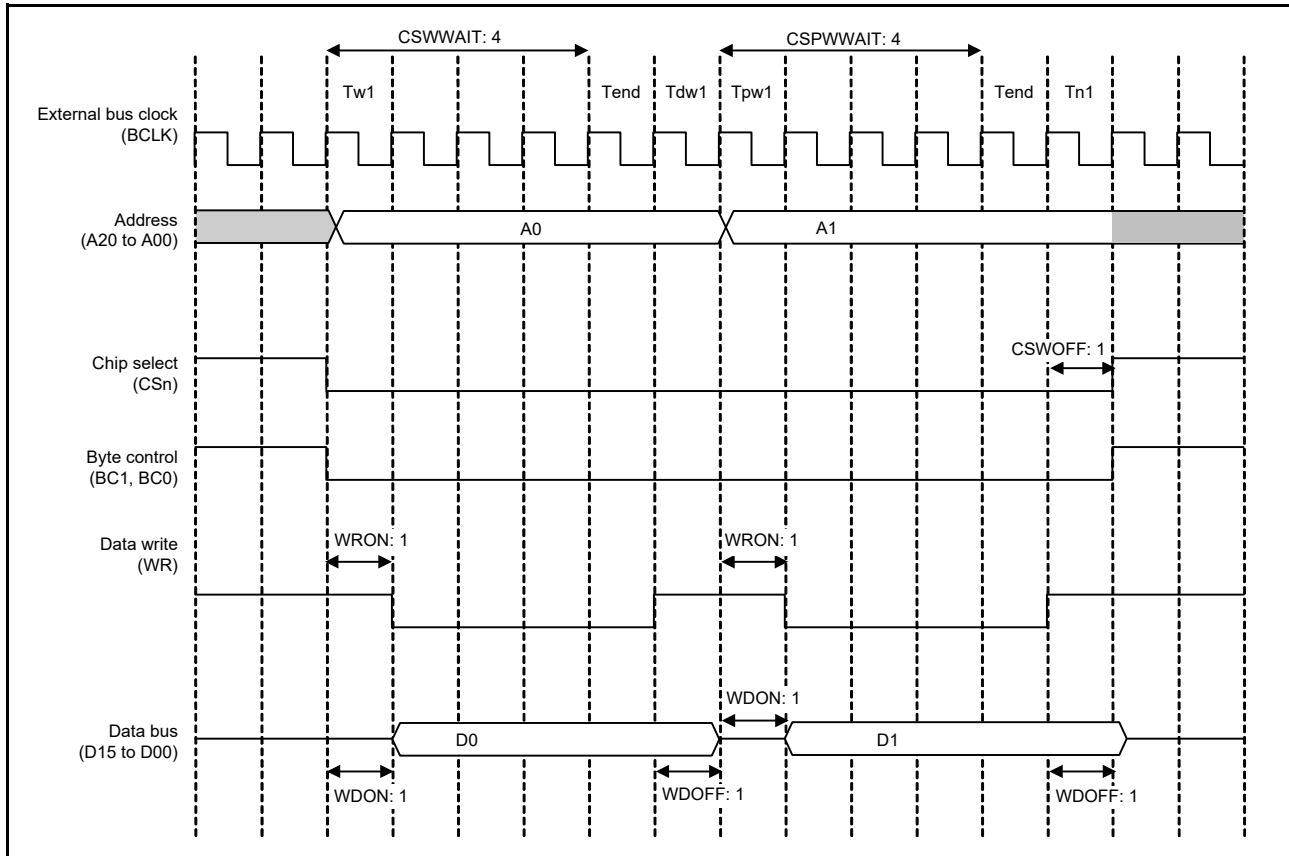 CSWWAIT: 4 CSPWWAIT: 4
Tw1 Tend Tdw1 Tpw1 Tend Tn1
External bus clock
(BCLK)
Address
(A20 to A00)
A0 A1
Chip select
(CSn)
CSWOFF: 1
Byte control
(BC1, BC0)
Data write
(WR)
WRON: 1 WRON: 1
WDON: 1
Data bus
(D15 to D00)
D0 D1
WDON: 1 WDOFF: 1 WDOFF: 1